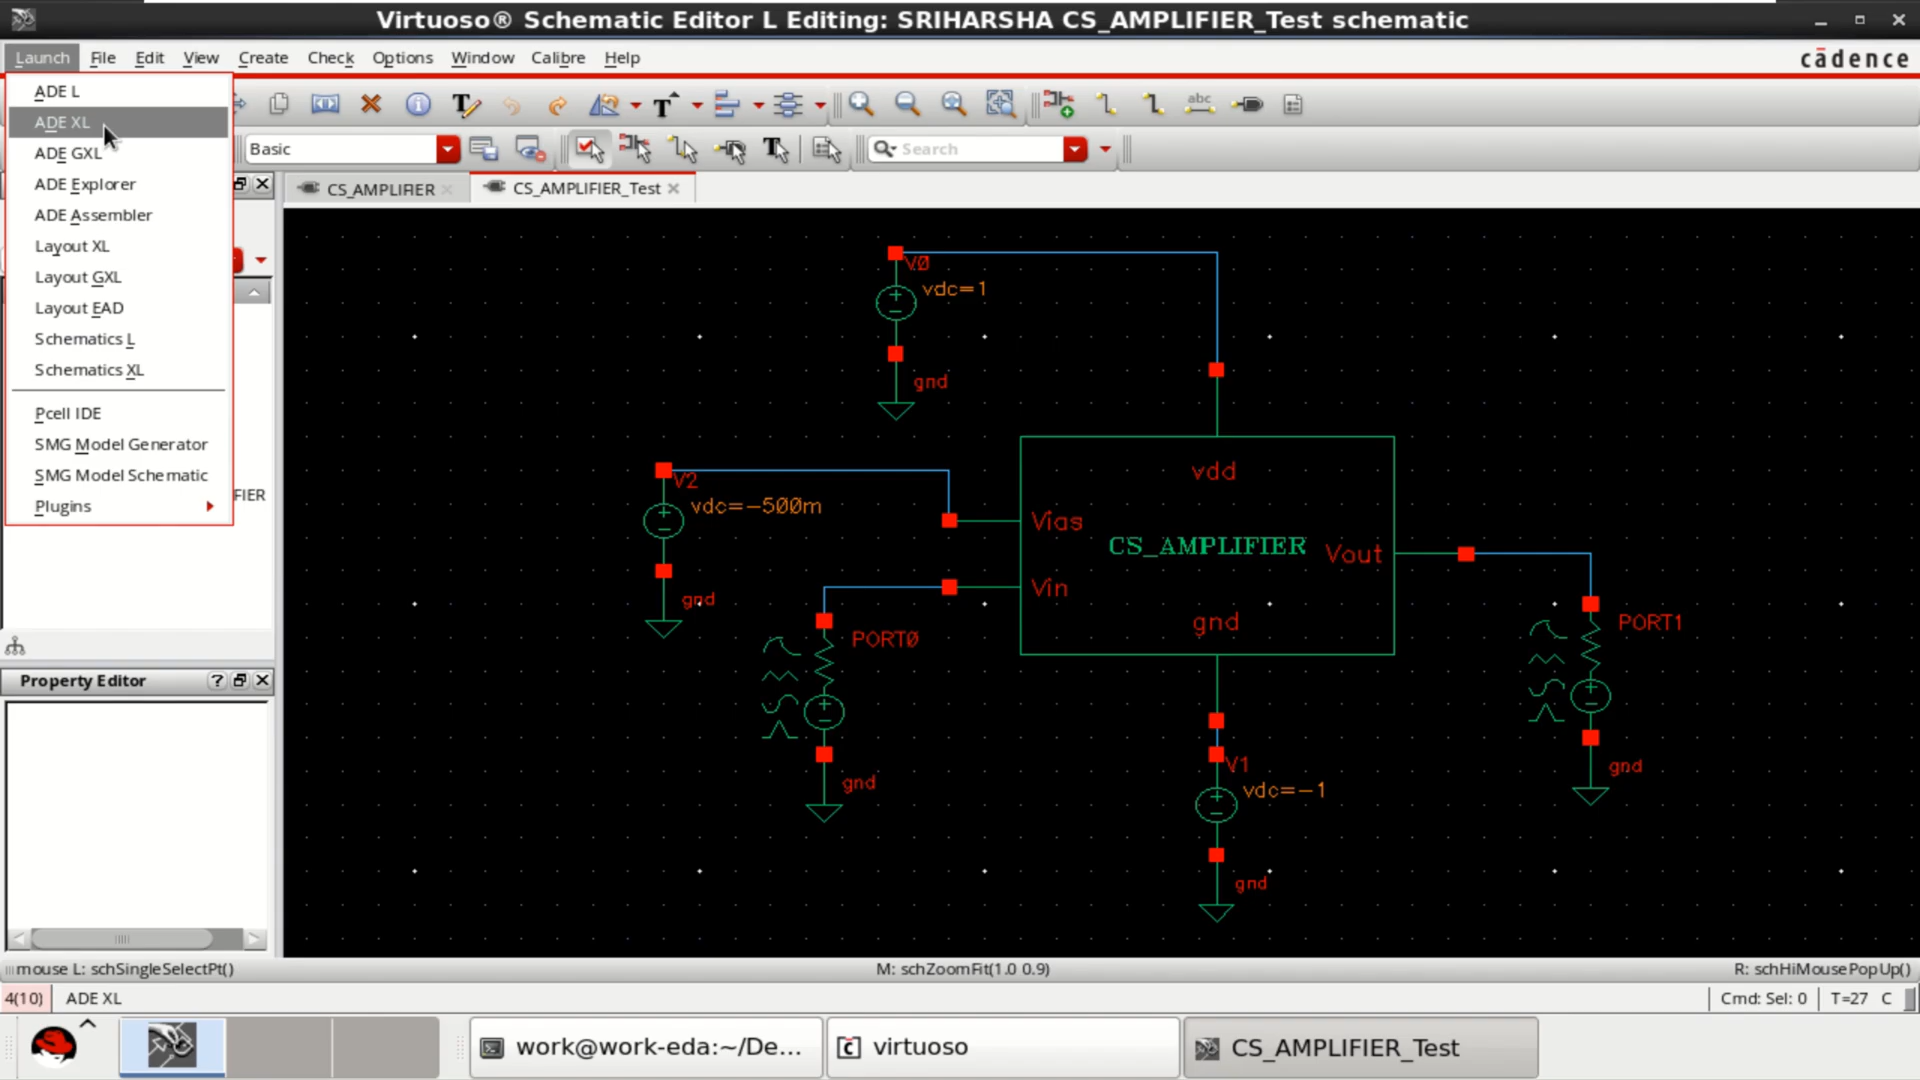 Virtuoso® Schematic Editor L Editing: SRIHARSHA CS_AMPLIFIER_Test schematic
Launch File Edit View Create Check Options Window Calibre Help
cādence
ADE L
ADE XL
ADE GXL
ADE Explorer
ADE Assembler
Layout XL
Layout GXL
Layout EAD
Schematics L
Schematics XL
Pcell IDE
SMG Model Generator
SMG Model Schematic
Plugins
FIER
abc
Basic
Search
CS_AMPLIFIER
CS_AMPLIFIER_Test
V0
vdc=1
gnd
V2
vdc=-500m
gnd
vdd
Vias
CS_AMPLIFIER
Vout
Vin
gnd
PORT0
gnd
PORT1
gnd
V1
vdc=-1
gnd
Property Editor
mouse L: schSingleSelectPt()
M: schZoomFit(1.0 0.9)
R: schHiMousePopUp()
4(10)
ADE XL
Cmd: Sel: 0
T=27 C
work@work-eda:~/De...
virtuoso
CS_AMPLIFIER_Test